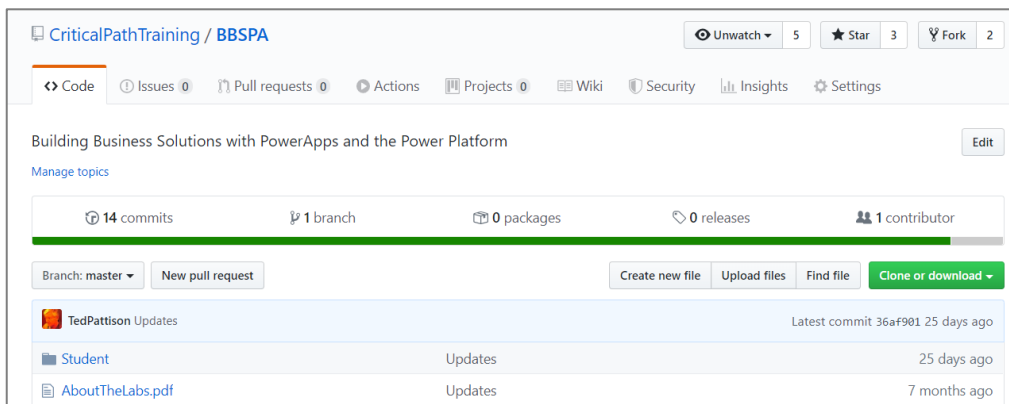 CriticalPathTraining / BBSPA
Unwatch 5 Star 3 Fork 2
Code Issues 0 Pull requests 0 Actions Projects 0 Wiki Security Insights Settings
Building Business Solutions with PowerApps and the Power Platform Edit
Manage topics
14 commits 1 branch 0 packages 0 releases 1 contributor
Branch: master New pull request Create new file Upload files Find file Clone or download
TedPattison Updates Latest commit 36af901 25 days ago
Student Updates 25 days ago
AboutTheLabs.pdf Updates 7 months ago